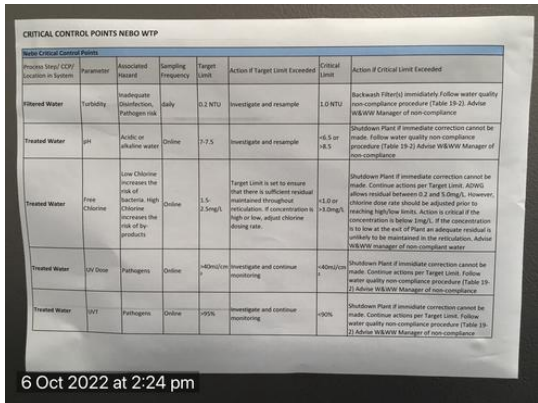 CRITICAL CONTROL POINTS NEBO WTP
Nebo Critical Control Points
Process Step/ CCP/ Location in System | Parameter | Associated Hazard | Sampling Frequency | Target Limit | Action if Target Limit Exceeded | Critical Limit | Action if Critical Limit Exceeded
Filtered Water | Turbidity | Inadequate Disinfection, Pathogen risk | daily | 0.2 NTU | Investigate and resample | 1.0 NTU | Backwash Filter(s) immediately. Follow water quality non-compliance procedure (Table 19-2). Advise W&WW Manager of non-compliance
Treated Water | pH | Acidic or alkaline water | Online | 7-7.5 | Investigate and resample | <6.5 or >8.5 | Shutdown Plant if immediate correction cannot be made. Follow water quality non-compliance procedure (Table 19-2) Advise W&WW Manager of non-compliance
Treated Water | Free Chlorine | Low Chlorine increases the risk of bacteria. High Chlorine increases the risk of by-products | Online | 1.5-2.5mg/L | Target Limit is set to ensure that there is sufficient residual maintained throughout reticulation. If concentration is high or low, adjust chlorine dosing rate. | <1.0 or >3.0mg/L | Shutdown Plant if immediate correction cannot be made. Continue actions per Target Limit. ADWG allows residual between 0.2 and 5.0mg/L. However, chlorine dose rate should be adjusted prior to reaching high/low limits. Action is critical if the concentration is below 1mg/L. If the concentration is to low at the exit of Plant an adequate residual is unlikely to be maintained in the reticulation. Advise W&WW manager of non-compliant water
Treated Water | UV Dose | Pathogens | Online | >40mJ/cm2 | Investigate and continue monitoring | <40mJ/cm2 | Shutdown Plant if immidiate correction cannot be made. Continue actions per Target Limit. Follow water quality non-compliance procedure (Table 19-2) Advise W&WW Manager of non-compliance
Treated Water | UVT | Pathogens | Online | >95% | Investigate and continue monitoring | <90% | Shutdown Plant if immidiate correction cannot be made. Continue actions per Target Limit. Follow water quality non-compliance procedure (Table 19-2) Advise W&WW Manager of non-compliance
6 Oct 2022 at 2:24 pm